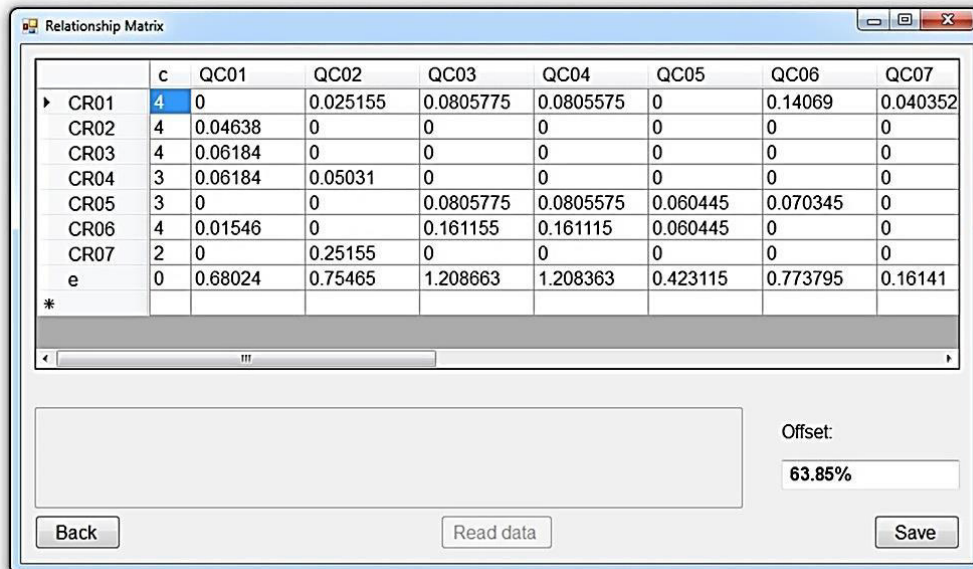 Relationship Matrix
c QC01 QC02 QC03 QC04 QC05 QC06 QC07
CR01 4 0 0.025155 0.0805775 0.0805775 0 0.14069 0.040352
CR02 4 0.04638 0 0 0 0 0 0
CR03 4 0.06184 0 0 0 0 0 0
CR04 3 0.06184 0.05031 0 0 0 0 0
CR05 3 0 0 0.0805575 0.0805575 0.060445 0.070345 0
CR06 4 0.01546 0 0.161155 0.161115 0.060445 0 0
CR07 2 0 0.25155 0 0 0 0 0
e 0 0.68024 0.75465 1.208663 1.208363 0.423115 0.773795 0.16141
*
Offset:
63.85%
Back Read data Save